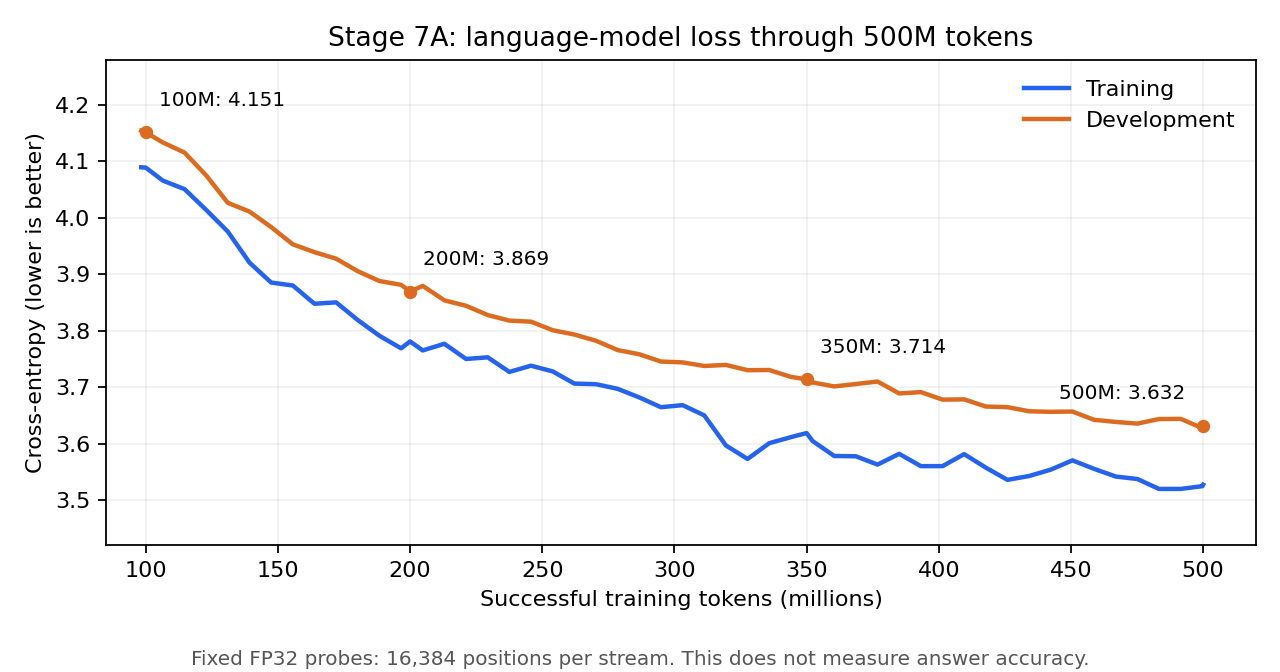 Stage 7A: language-model loss through 500M tokens
Cross-entropy (lower is better)
4.2
4.1
4.0
3.9
3.8
3.7
3.6
3.5
100M: 4.151
200M: 3.869
350M: 3.714
500M: 3.632
Training
Development
100 150 200 250 300 350 400 450 500
Successful training tokens (millions)
Fixed FP32 probes: 16,384 positions per stream. This does not measure answer accuracy.